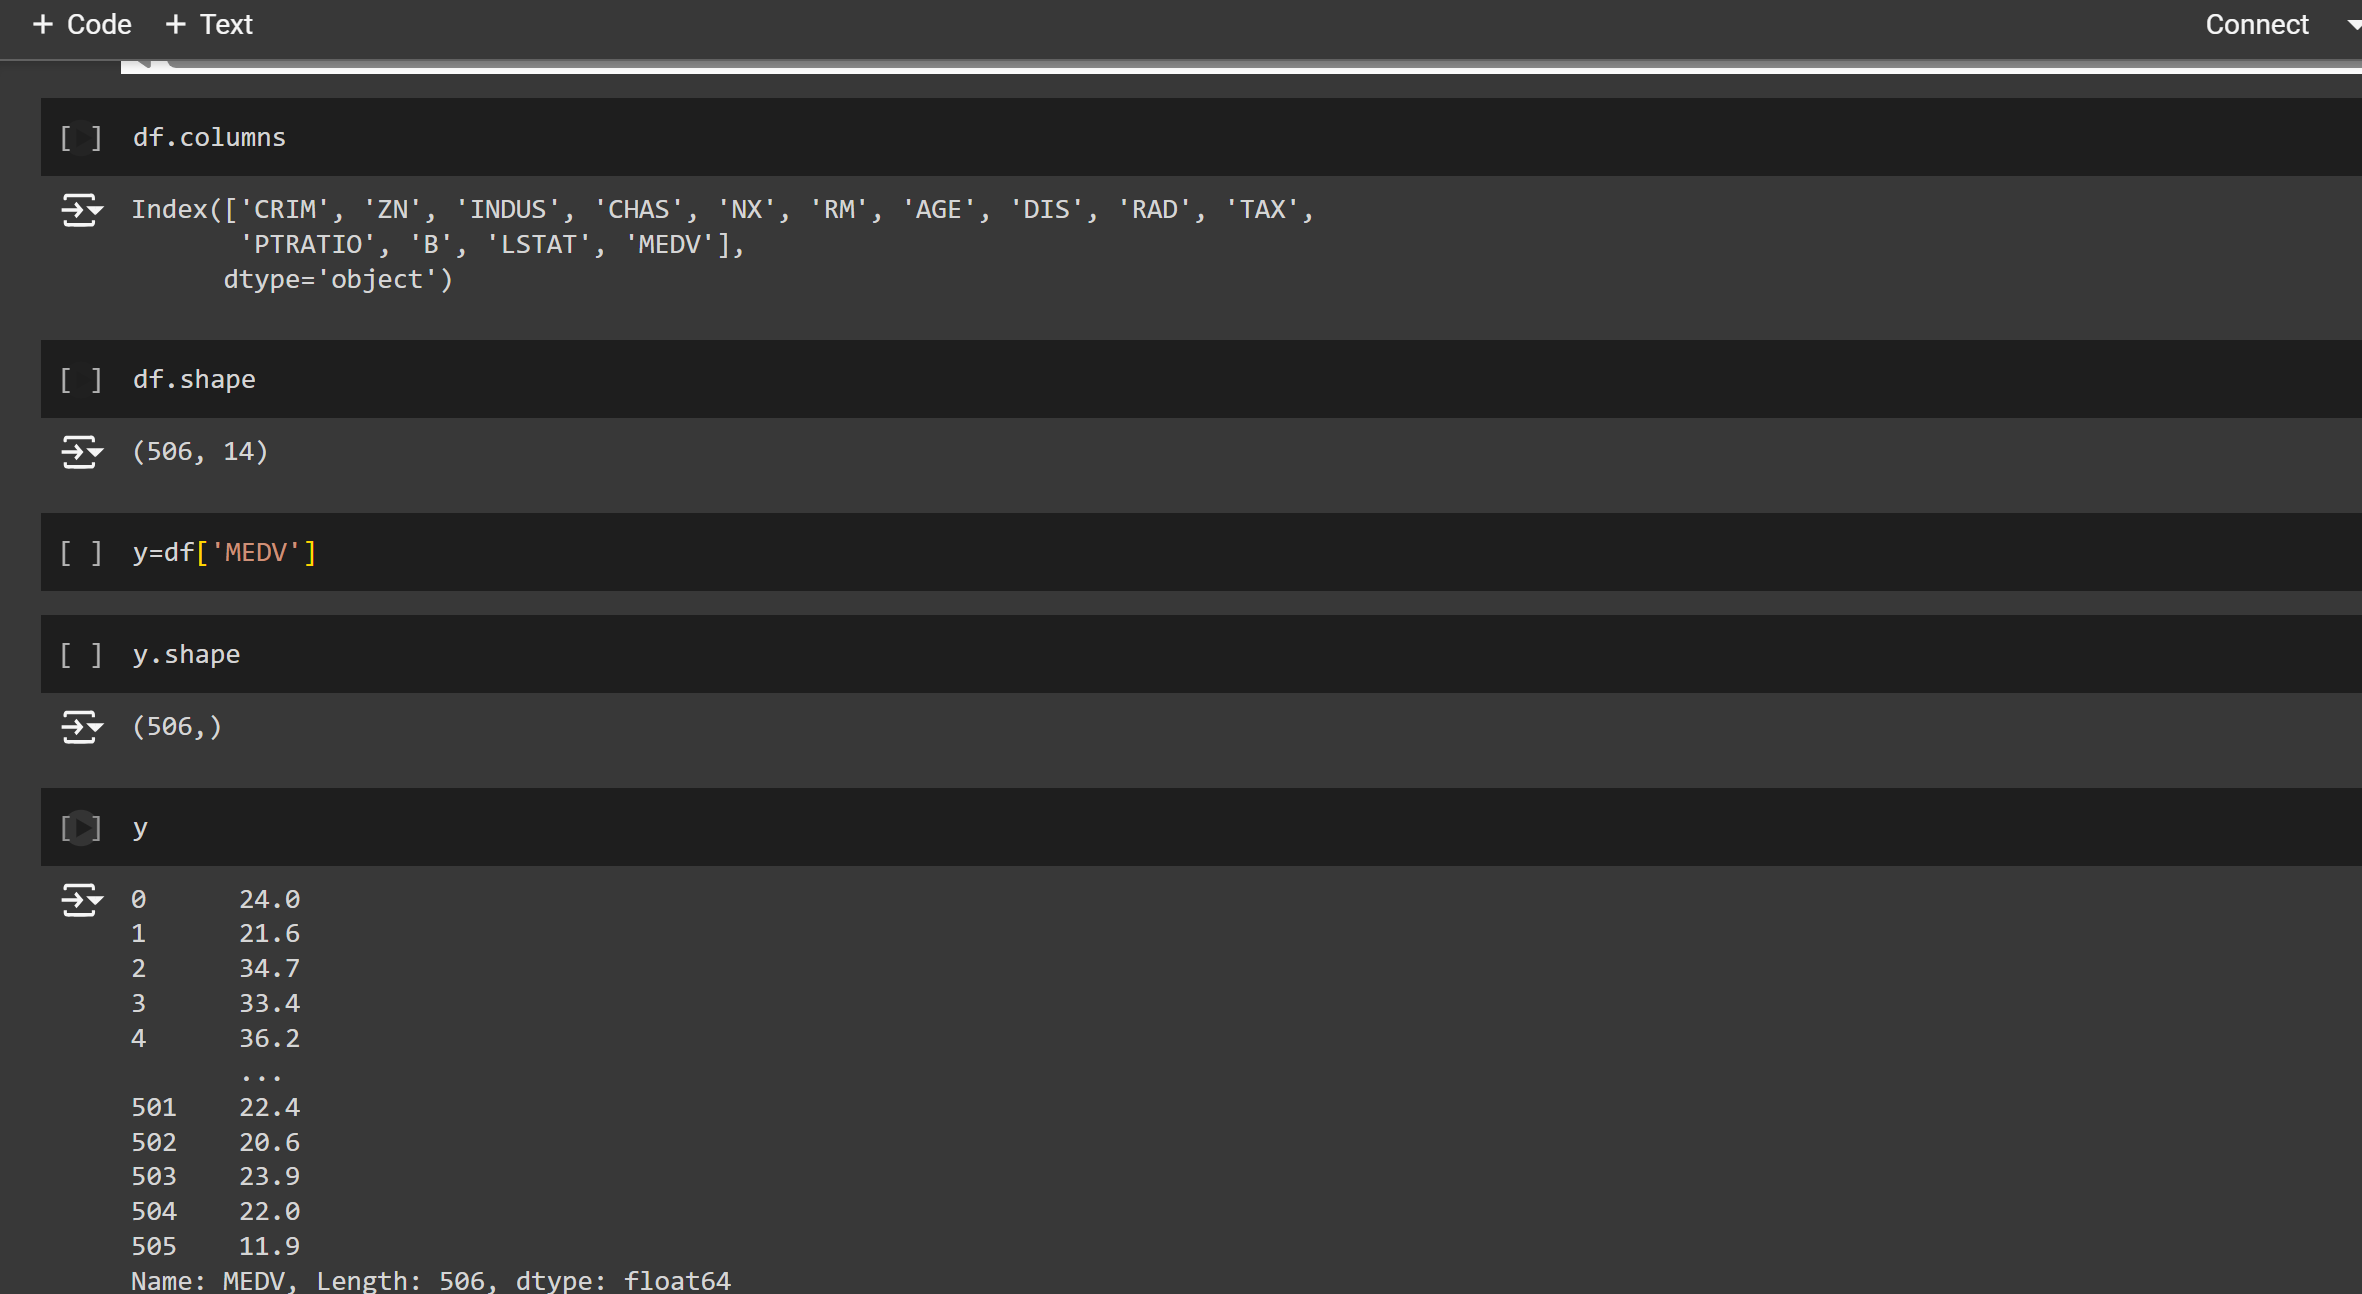 + Code + Text Connect
[ ] df.columns
Index(['CRIM', 'ZN', 'INDUS', 'CHAS', 'NX', 'RM', 'AGE', 'DIS', 'RAD', 'TAX',
'PTRATIO', 'B', 'LSTAT', 'MEDV'],
dtype='object')
[ ] df.shape
(506, 14)
[ ] y=df['MEDV']
[ ] y.shape
(506,)
[ ] y
0 24.0
1 21.6
2 34.7
3 33.4
4 36.2
...
501 22.4
502 20.6
503 23.9
504 22.0
505 11.9
Name: MEDV, Length: 506, dtype: float64